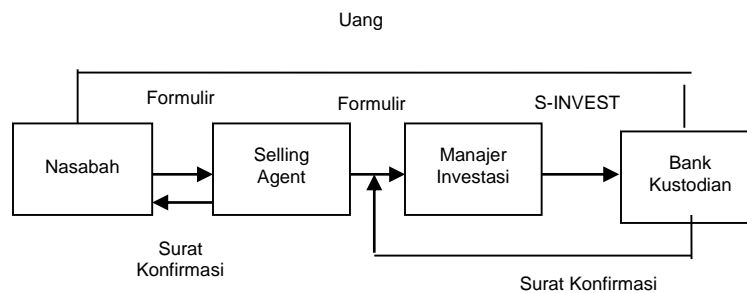 Uang
Formulir
Formulir
S-INVEST
Nasabah
Selling
Agent
Manajer
Investasi
Bank
Kustodian
Surat
Konfirmasi
Surat Konfirmasi